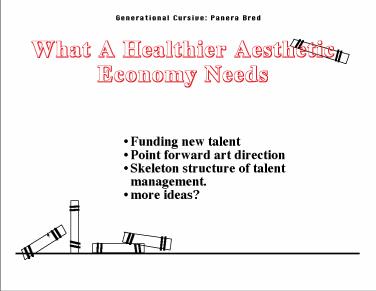 Generational Cursive: Panera Bred
What A Healthier Aesthetic
Economy Needs
• Funding new talent
• Point forward art direction
• Skeleton structure of talent
management.
• more ideas?